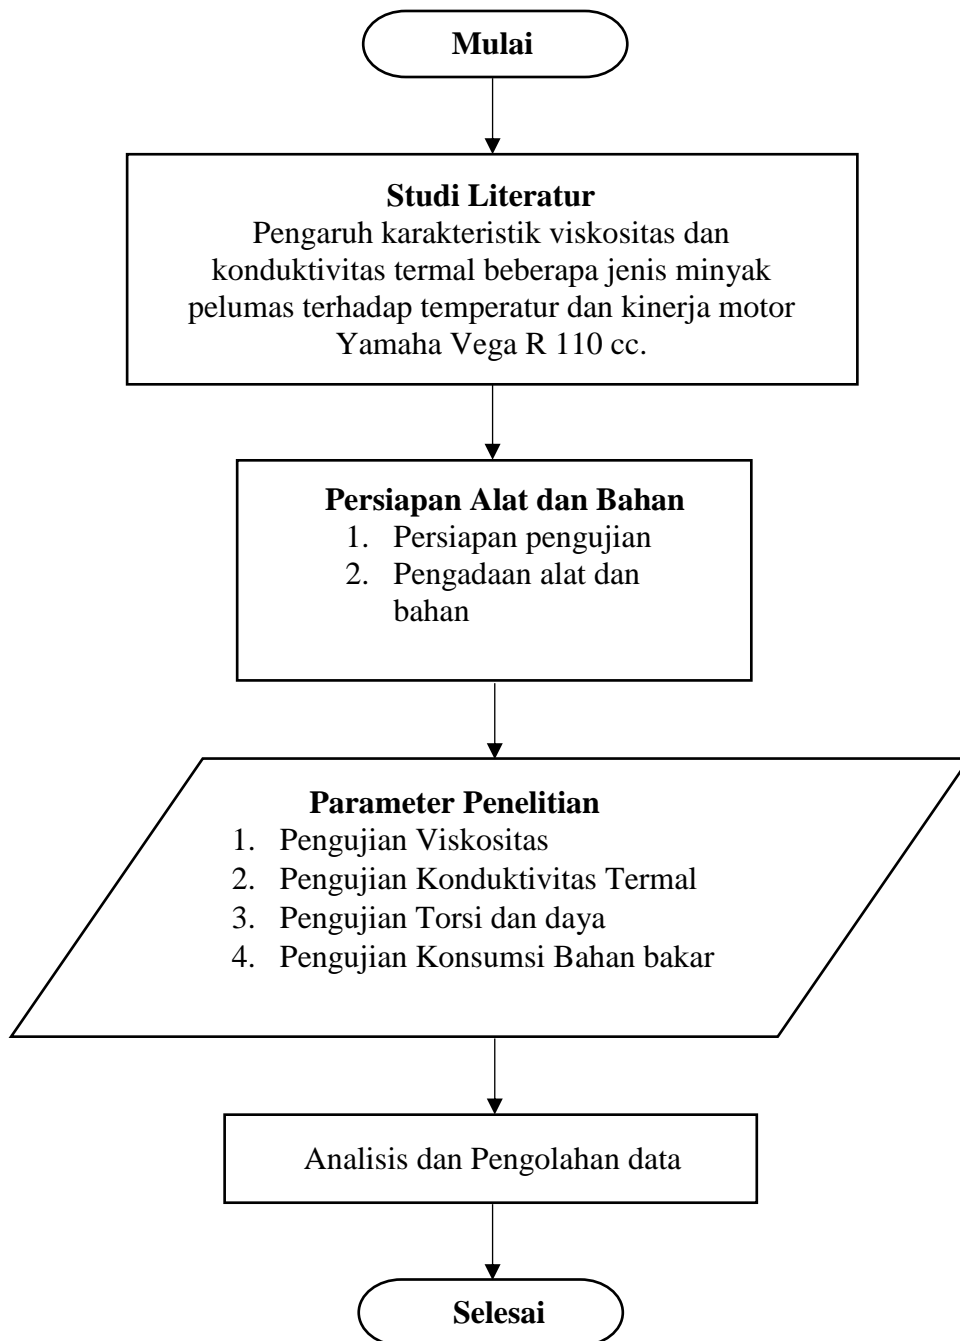 Mulai
Studi Literatur
Pengaruh karakteristik viskositas dan
konduktivitas termal beberapa jenis minyak
pelumas terhadap temperatur dan kinerja motor
Yamaha Vega R 110 cc.
Persiapan Alat dan Bahan
1. Persiapan pengujian
2. Pengadaan alat dan
bahan
Parameter Penelitian
1. Pengujian Viskositas
2. Pengujian Konduktivitas Termal
3. Pengujian Torsi dan daya
4. Pengujian Konsumsi Bahan bakar
Analisis dan Pengolahan data
Selesai